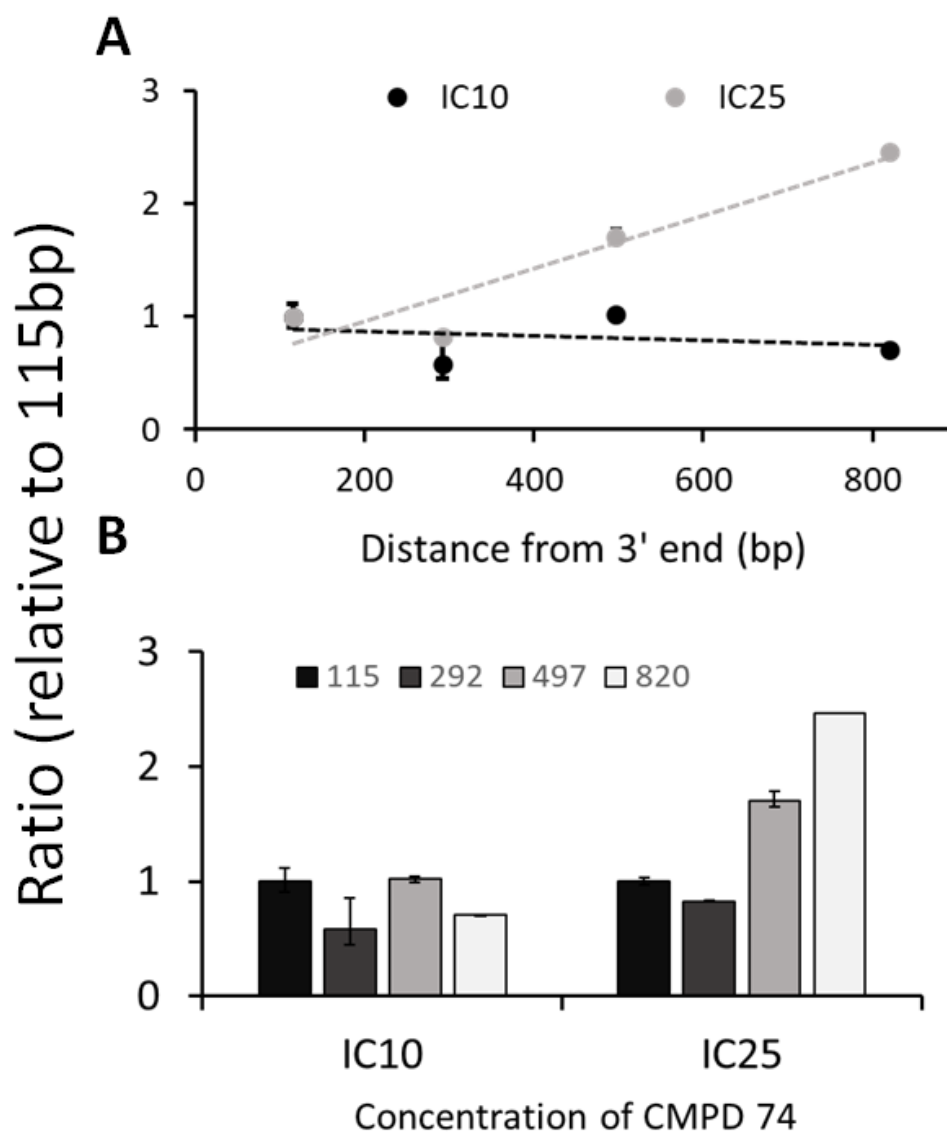 A
3
IC10 IC25
2
1
0
0 200 400 600 800
Distance from 3' end (bp)
Ratio (relative to 115bp)
B
3
115 292 497 820
2
1
0
IC10 IC25
Concentration of CMPD 74